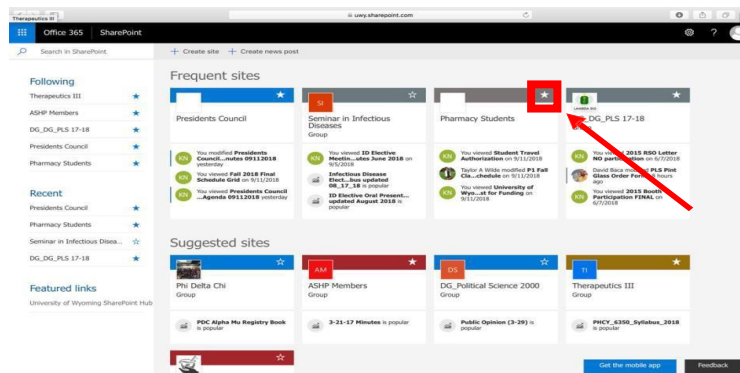 Therapeutics III
uwy.sharepoint.com
Office 365 SharePoint
?
Search in SharePoint
+ Create site + Create news post
Following
Therapeutics III
ASHP Members
DG_DG_PLS 17-18
Presidents Council
Pharmacy Students
Recent
Presidents Council
Pharmacy Students
Seminar in Infectious Disea...
DG_DG_PLS 17-18
Featured links
University of Wyoming SharePoint Hub
Frequent sites
Presidents Council
KN You modified Presidents
Council...nutes 09112018
yesterday
KN You viewed Fall 2018 Final
Schedule Grid on 9/11/2018
KN You viewed Presidents Council
...Agenda 09112018 yesterday
SI
Seminar in Infectious
Diseases
Group
KN You viewed ID Elective
Meetin...utes June 2018 on
9/5/2018
Infectious Disease
Elect...bus updated
08_17_18 is popular
ID Elective Oral Present...
updated August 2018 is
popular
Pharmacy Students
KN You viewed Student Travel
Authorization on 9/11/2018
Taylor A Wilde modified P1 Fall
Cla...chedule on 9/11/2018
KN You viewed University of
Wyo...st for Funding on
9/11/2018
DG_PLS 17-18
KN You viewed 2015 RSO Letter
NO participation on 6/7/2018
David Baca modified PLS Pint
Glass Order Form hours
ago
KN You viewed 2015 Booth
Participation FINAL on
6/7/2018
Suggested sites
Phi Delta Chi
Group
PDC Alpha Mu Registry Book
is popular
AM
ASHP Members
Group
3-21-17 Minutes is popular
DS
DG_Political Science 2000
Group
Public Opinion (3-29) is
popular
TI
Therapeutics III
Group
PHCY_6350_Syllabus_2018
is popular
Get the mobile app
Feedback